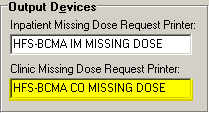 Output Devices
Inpatient Missing Dose Request Printer:
HFS-BCMA IM MISSING DOSE
Clinic Missing Dose Request Printer:
HFS-BCMA CO MISSING DOSE